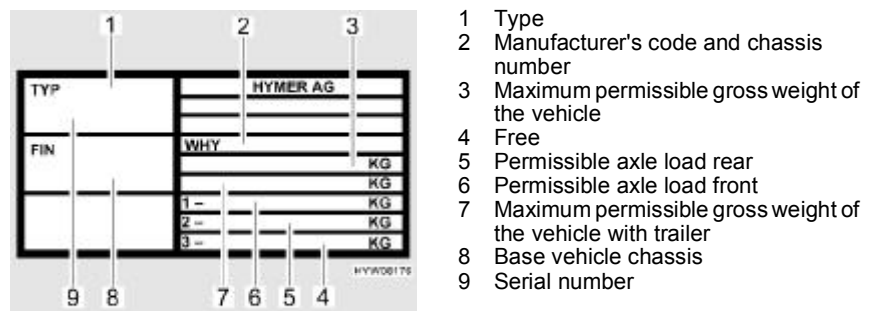 1 2 3
TYP
HYMER AG
FIN
WHY
KG
KG
1 – KG
2 – KG
3 – KG
HYW08176
9 8 7 6 5 4
1 Type
2 Manufacturer's code and chassis
number
3 Maximum permissible gross weight of
the vehicle
4 Free
5 Permissible axle load rear
6 Permissible axle load front
7 Maximum permissible gross weight of
the vehicle with trailer
8 Base vehicle chassis
9 Serial number